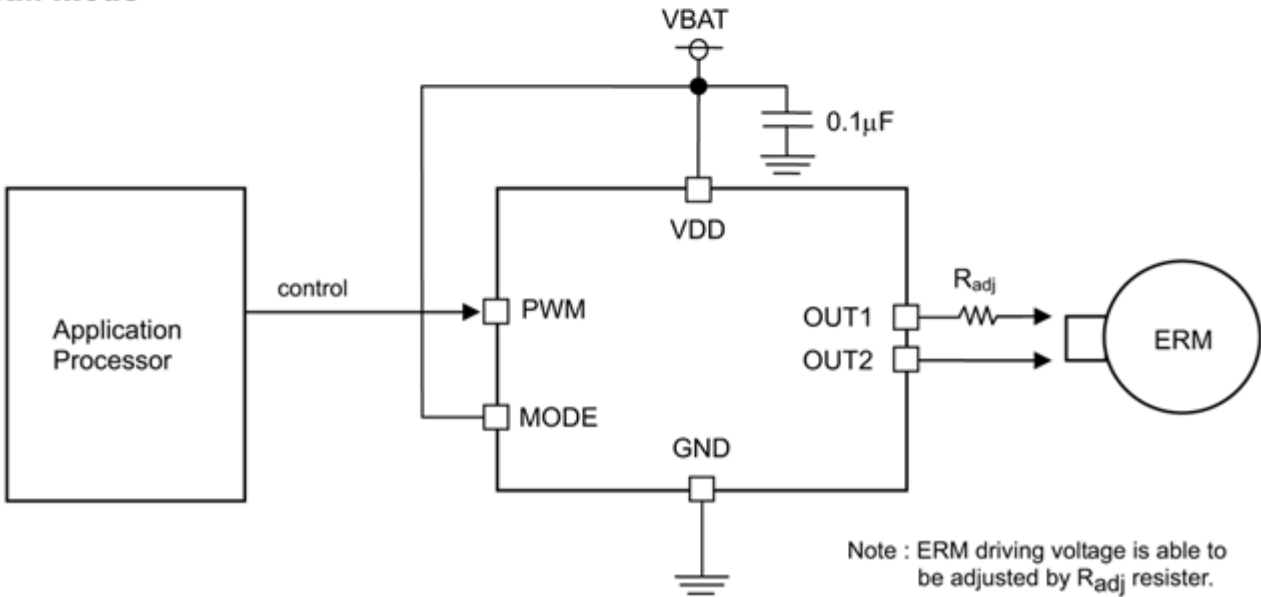 VBAT
0.1μF
VDD
control
PWM
Application
Processor
MODE
GND
OUT1
OUT2
Radj
ERM
Note : ERM driving voltage is able to
be adjusted by Radj resister.